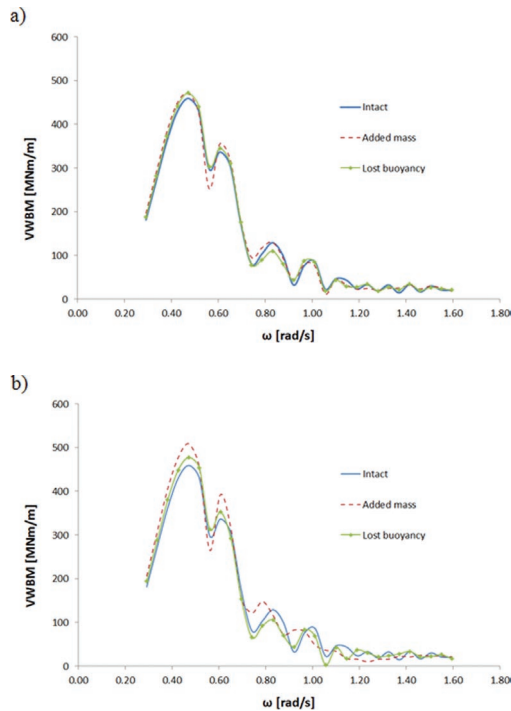 a)
600
500
400
300
200
100
0
VWBM [MNm/m]
Intact
Added mass
Lost buoyancy
0.00 0.20 0.40 0.60 0.80 1.00 1.20 1.40 1.60 1.800
ω [rad/s]
b)
600
500
400
300
200
100
0
VWBM [MNm/m]
Intact
Added mass
Lost buoyancy
0.00 0.20 0.40 0.60 0.80 1.00 1.20 1.40 1.60 1.800
ω [rad/s]